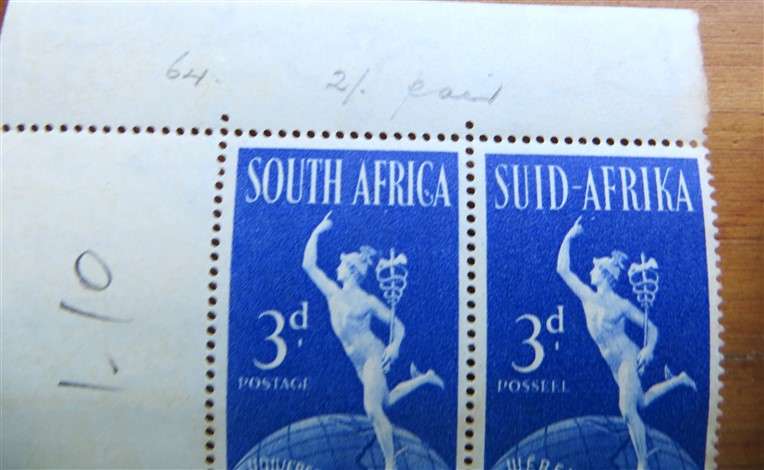 64. 2/. pair
1.10
SOUTH AFRICA
3d
POSTAGE
SUID-AFRIKA
3d
POSSEEL